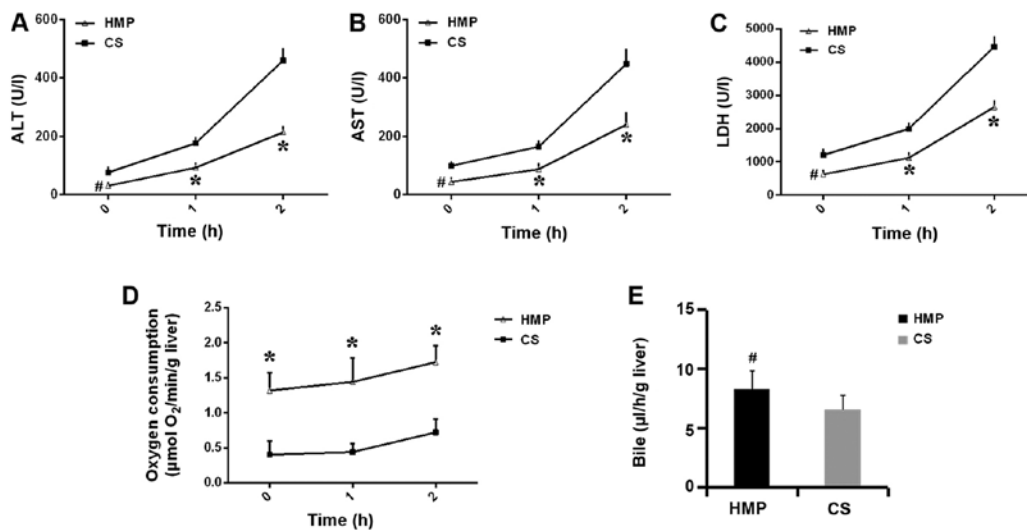 A
ALT (U/l)
600
400
200
0
HMP
CS
#
*
*
0
1
2
Time (h)
B
AST (U/l)
600
400
200
0
HMP
CS
#
*
*
0
1
2
Time (h)
C
LDH (U/l)
5000
4000
3000
2000
1000
0
HMP
CS
#
*
*
0
1
2
Time (h)
D
Oxygen consumption
(µmol O₂/min/g liver)
2.5
2.0
1.5
1.0
0.5
0.0
HMP
CS
*
*
*
0
1
2
Time (h)
E
Bile (µl/h/g liver)
15
10
5
0
#
HMP
CS
HMP
CS